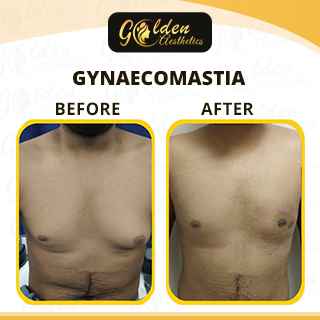 Golden
Aesthetics
GYNAECOMASTIA
BEFORE
AFTER